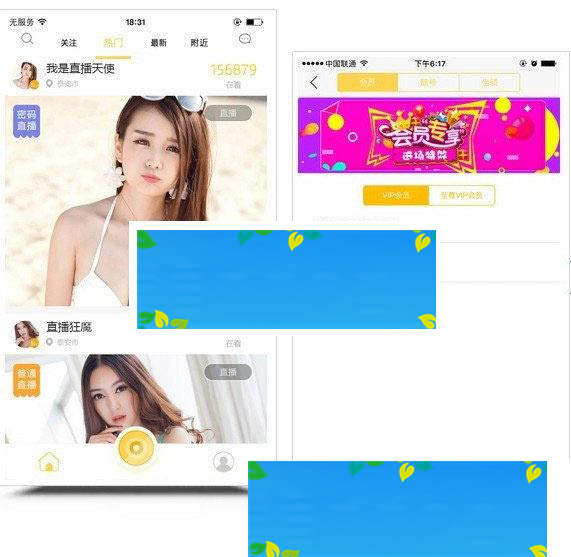 无服务 18:31
关注 热门 最新 附近
我是直播天使 156879
泰安市 在看
密码
直播
直播
直播狂魔
泰安市 在看
普通
直播
直播
中国联通 下午6:17
会员 靓号 坐骑
会员专享
进场特效
VIP会员 至尊VIP会员